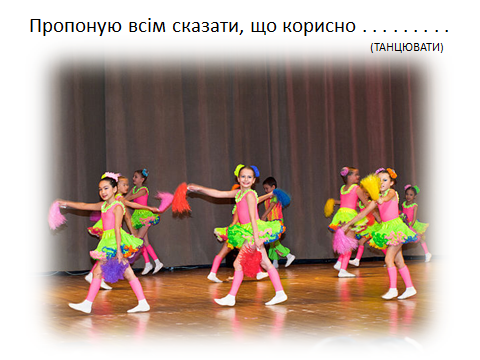 Пропоную всім сказати, що корисно . . . . . . . . .
(ТАНЦЮВАТИ)